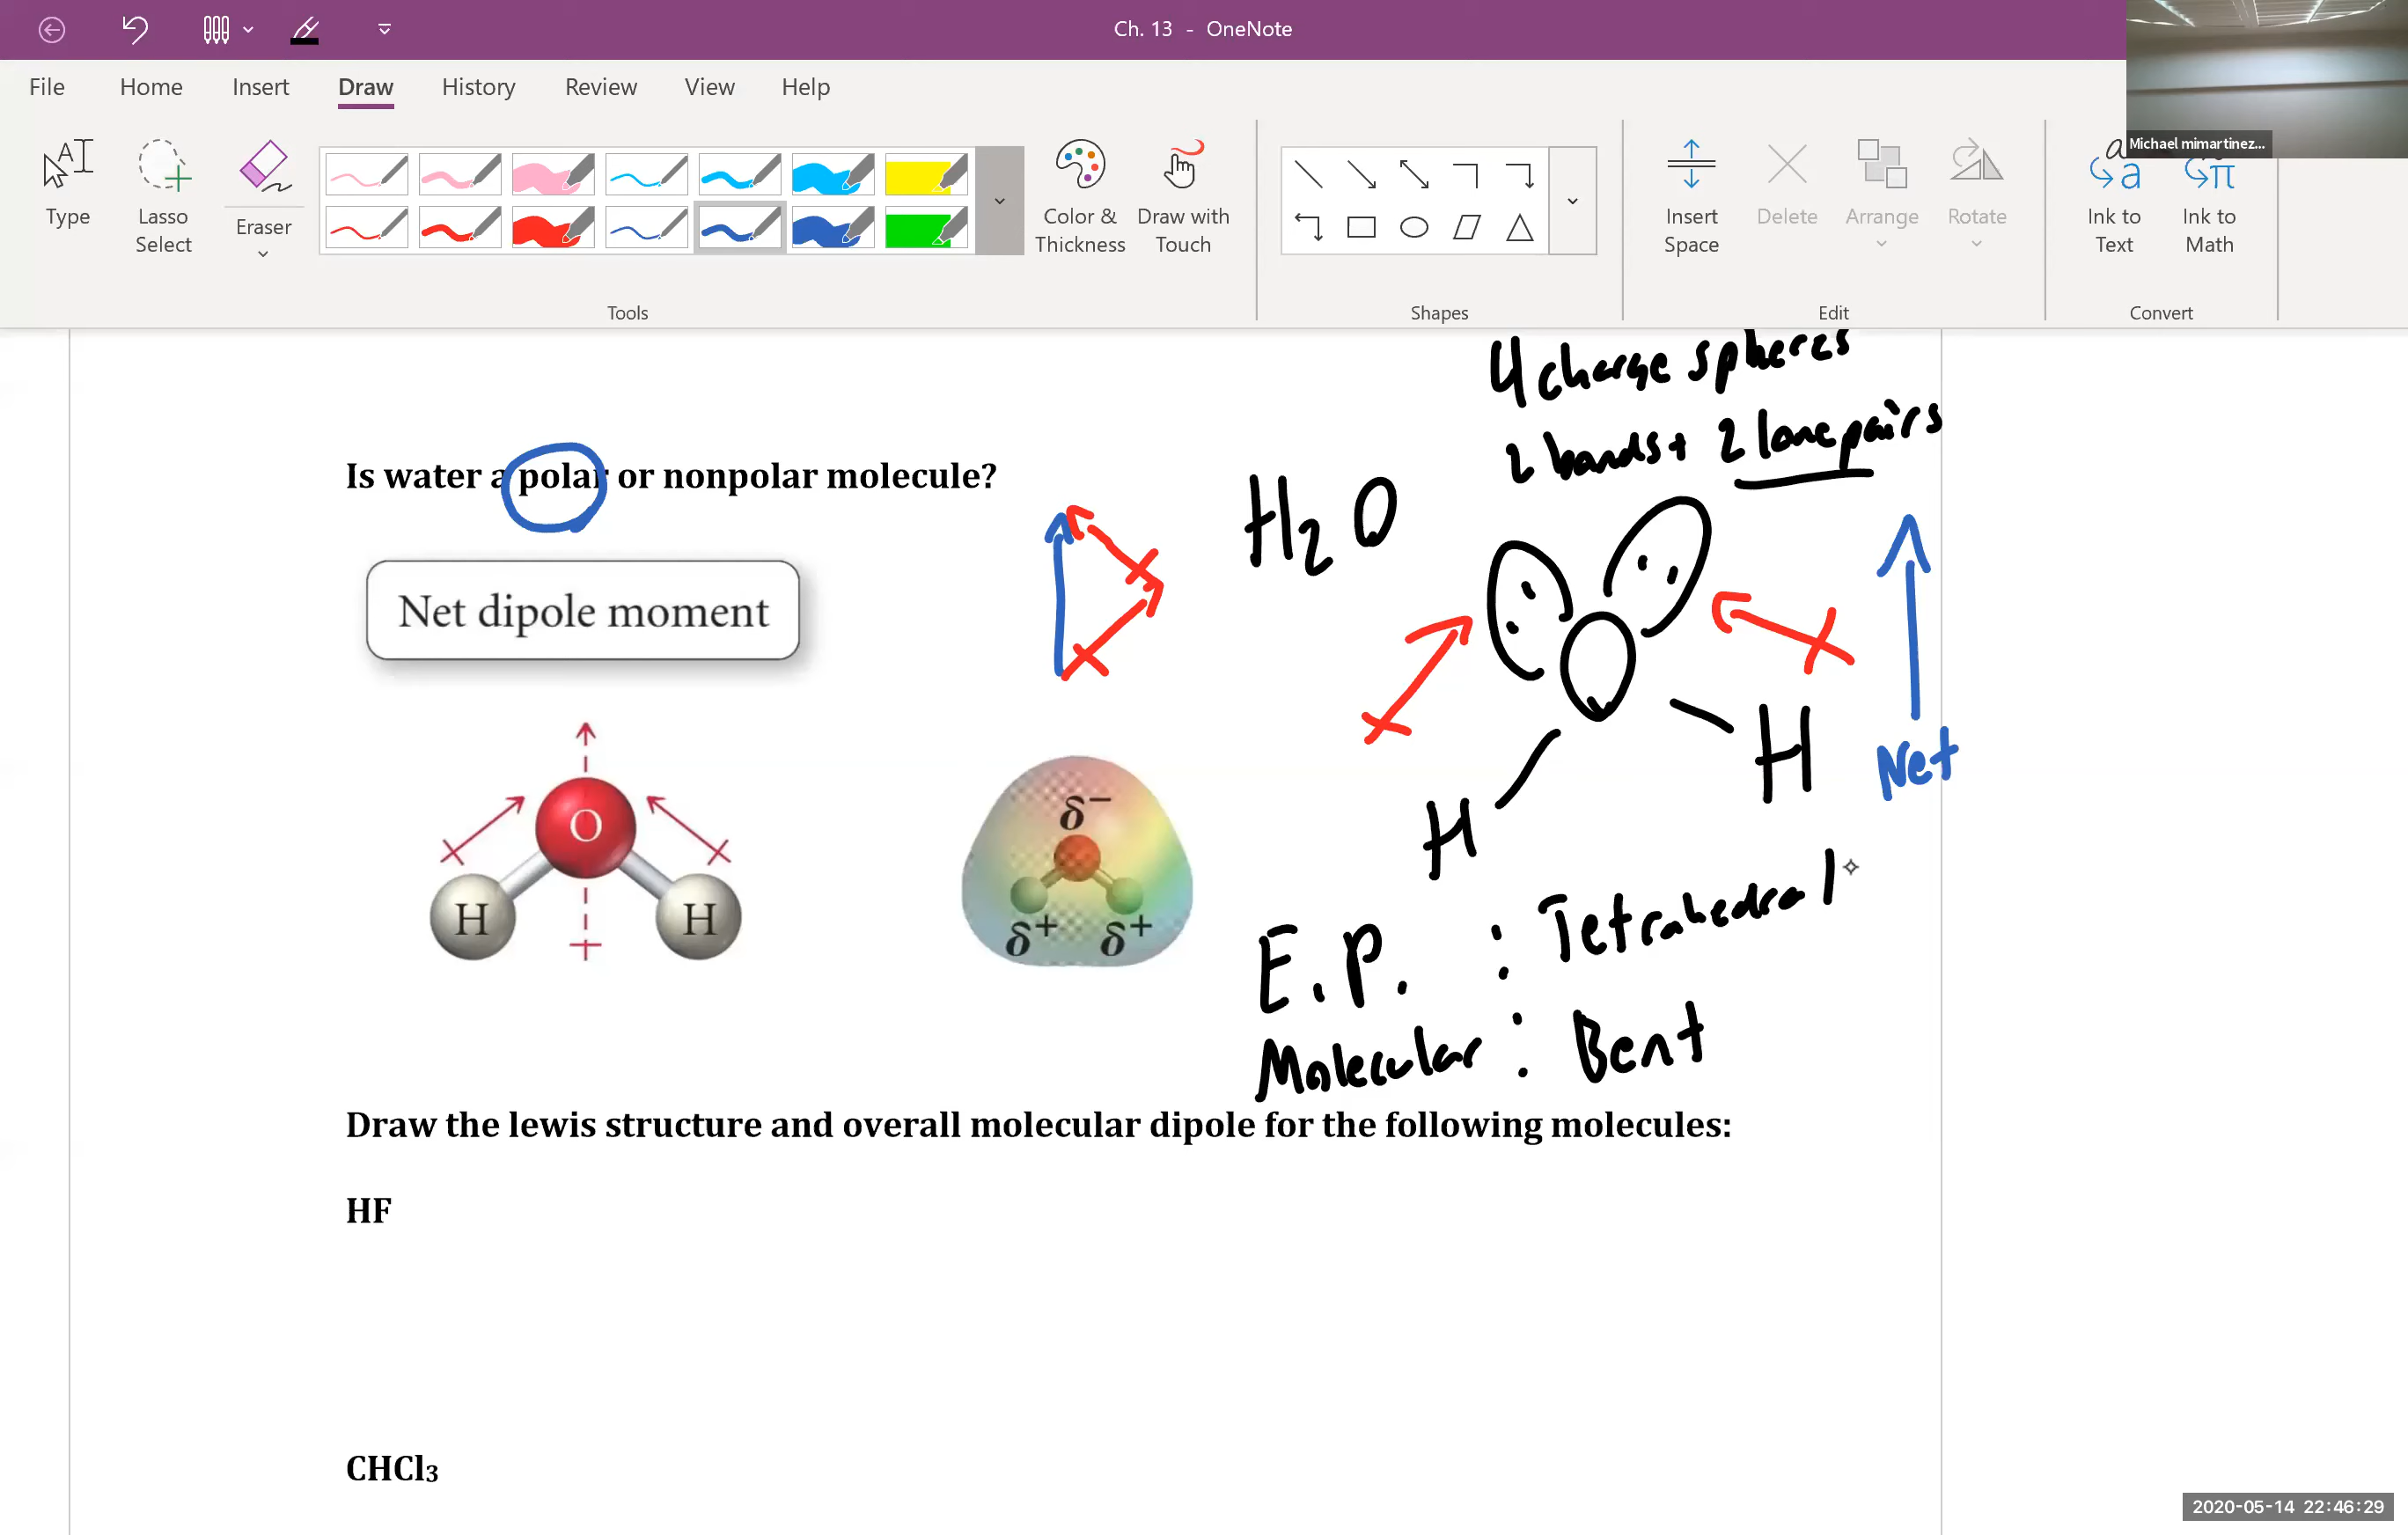 Ch. 13 - OneNote
File Home Insert Draw History Review View Help
Michael mimartinez...
Type
Lasso Select
Eraser
Color & Thickness
Draw with Touch
Insert Space
Delete
Arrange
Rotate
Ink to Text
Ink to Math
Tools
Shapes
Edit
Convert
4 charge spheres
2 bonds + 2 lone pairs
Is water a polar or nonpolar molecule?
H2O
Net dipole moment
O
H
H
δ−
δ+ δ+
O
H
H
Net
E.P. : Tetrahedral
Molecular : Bent
Draw the lewis structure and overall molecular dipole for the following molecules:
HF
CHCl3
2020-05-14 22:46:29